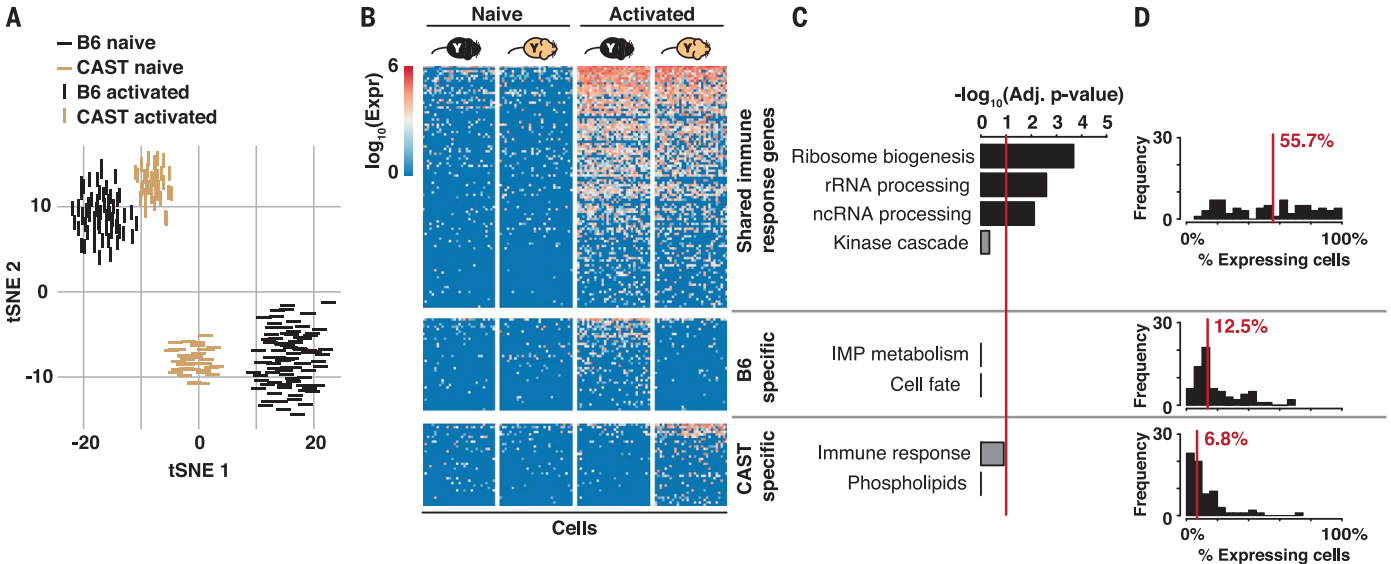 A
B6 naive
CAST naive
B6 activated
CAST activated
tSNE 2
10
0
-10
-20
0
20
tSNE 1
B
Naive
Activated
Y
Y
Y
Y
6
log10(Expr)
0
Cells
Shared immune
response genes
B6
specific
CAST
specific
C
-log10(Adj. p-value)
0 1 2 3 4 5
Ribosome biogenesis
rRNA processing
ncRNA processing
Kinase cascade
IMP metabolism
Cell fate
Immune response
Phospholipids
D
30
55.7%
Frequency
0
0%
100%
% Expressing cells
30
12.5%
Frequency
0
30
6.8%
Frequency
0
0%
100%
% Expressing cells